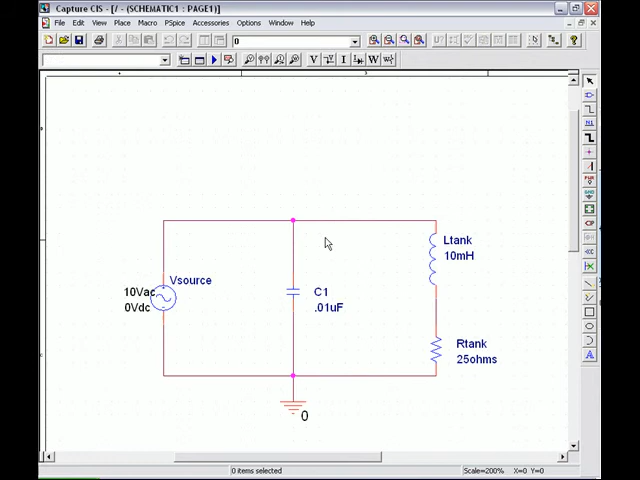 Capture CIS - [/ - (SCHEMATIC1 : PAGE1)]
File Edit View Place Macro PSpice Accessories Options Window Help
0
U?
V I W
Ltank
10mH
Vsource
10Vac
0Vdc
C1
.01uF
Rtank
25ohms
0
0 items selected Scale=200% X=0 Y=0